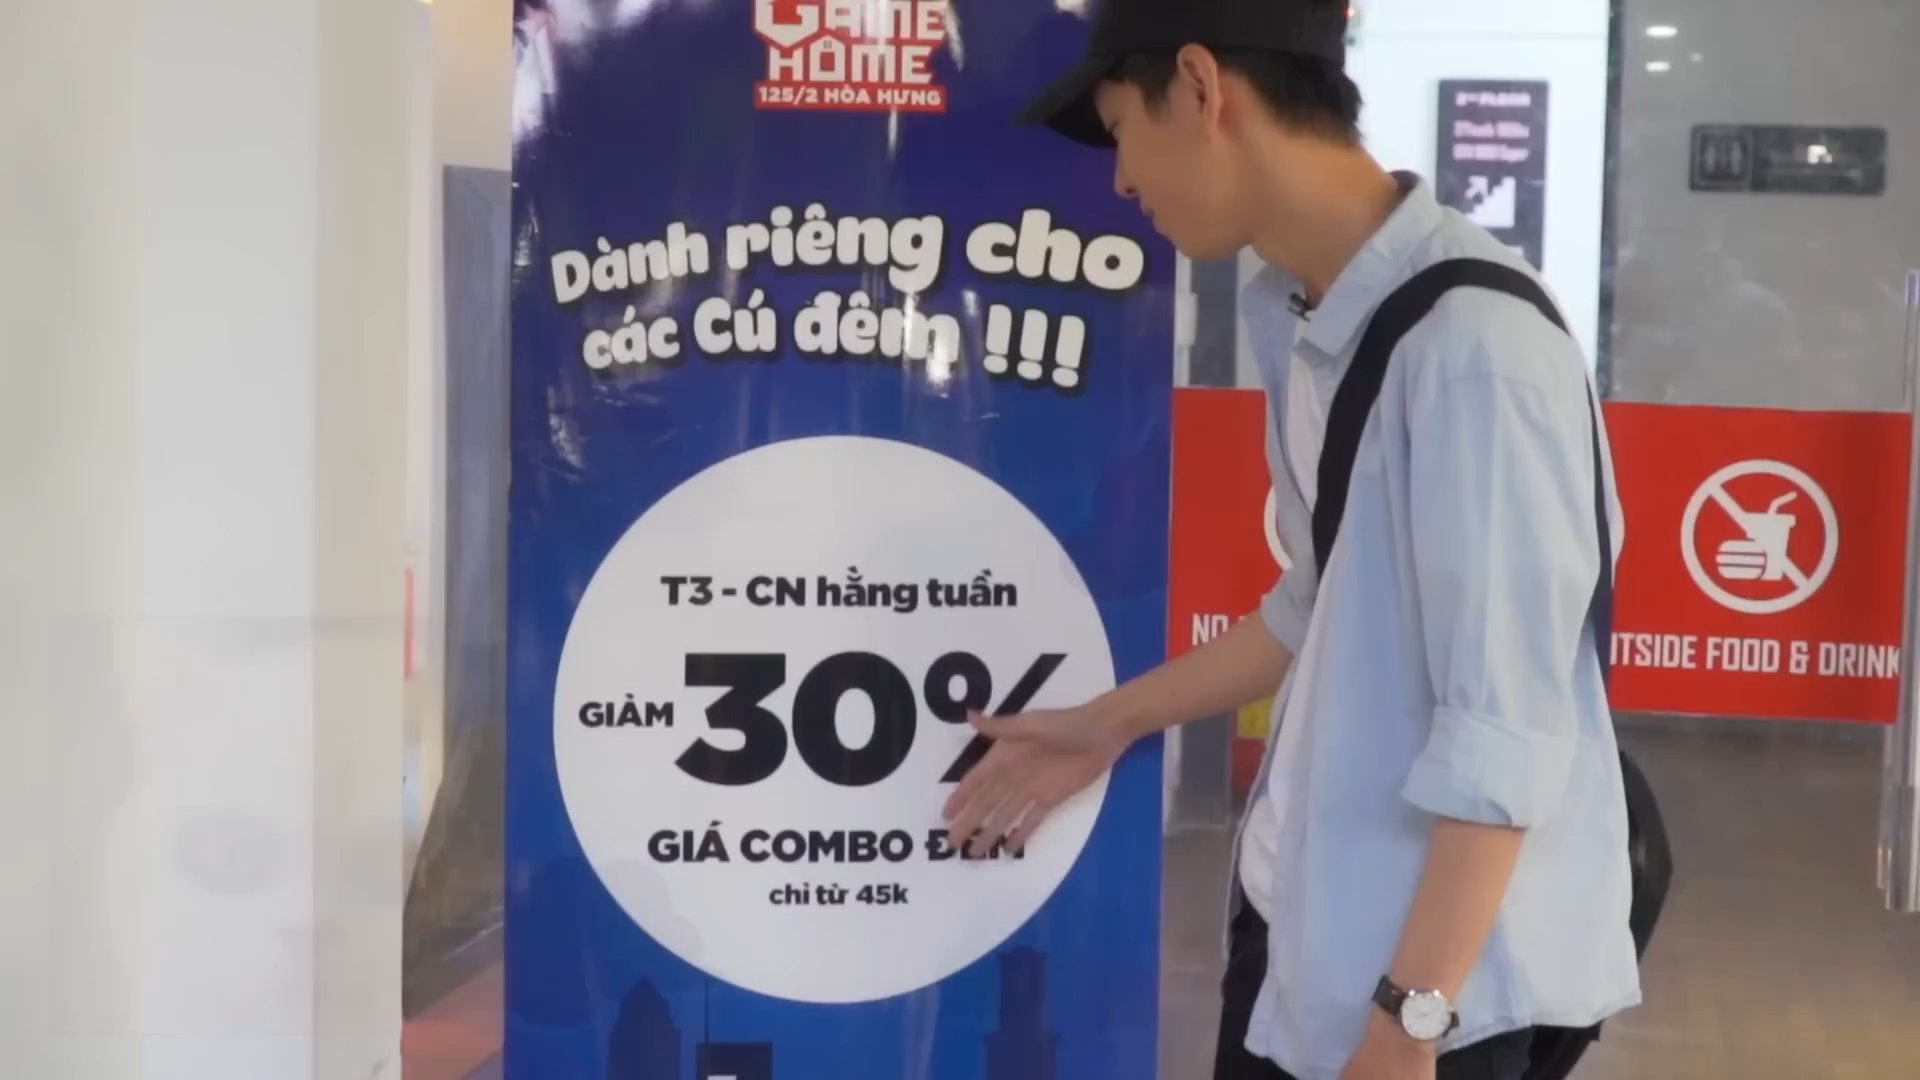 GAME
HOME
125/2 HÒA HƯNG
Dành riêng cho
các Cú đêm !!!
T3 - CN hằng tuần
GIẢM 30%
GIÁ COMBO ĐÊM
chỉ từ 45k
NO
OUTSIDE FOOD & DRINK